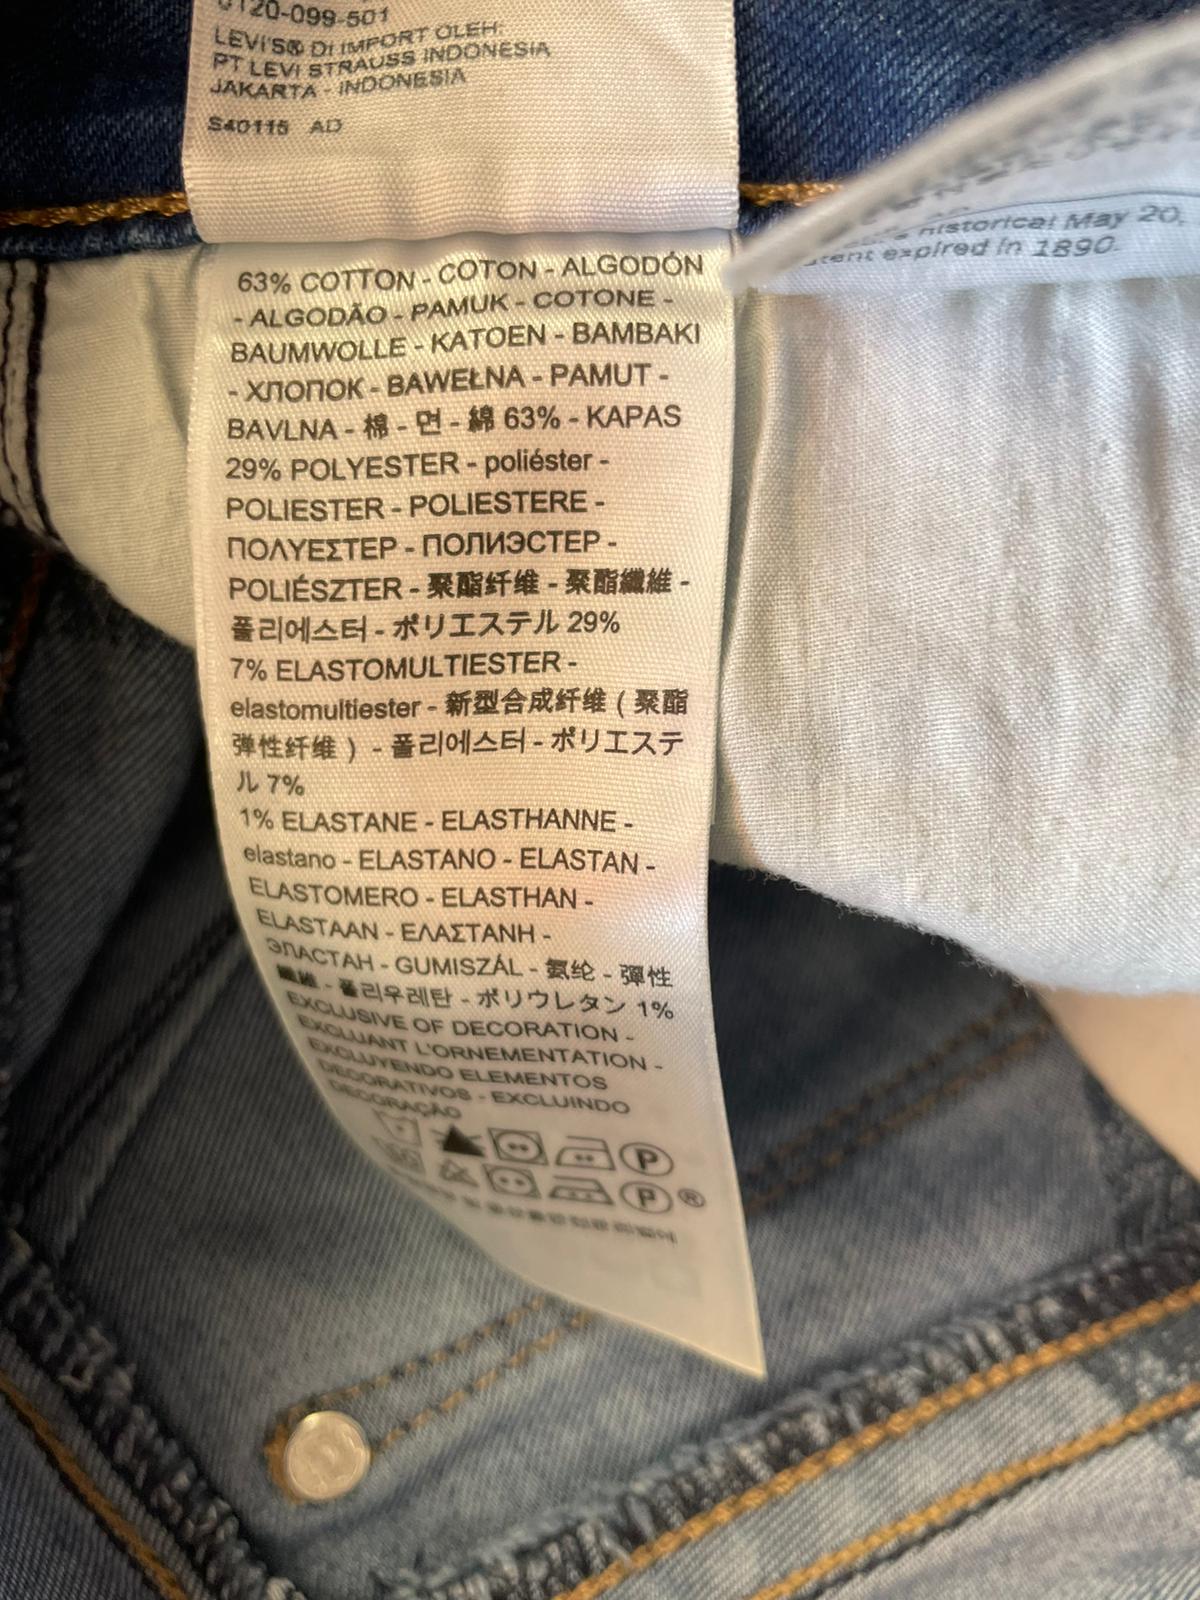 0120-099-501
LEVI'S® DI IMPORT OLEH:
PT LEVI STRAUSS INDONESIA
JAKARTA - INDONESIA
S40115 AD
historical May 20,
expired in 1890.
63% COTTON - COTON - ALGODÓN
- ALGODÃO - PAMUK - COTONE -
BAUMWOLLE - KATOEN - BAMBAKI
- ХЛОПОК - BAWEŁNA - PAMUT -
BAVLNA - 棉 - 면 - 綿 63% - KAPAS
29% POLYESTER - poliéster -
POLIESTER - POLIESTERE -
ΠΟΛΥΕΣΤΕΡ - ПОЛИЭСТЕР -
POLIÉSZTER - 聚酯纤维 - 聚酯纖維 -
폴리에스터 - ポリエステル 29%
7% ELASTOMULTIESTER -
elastomultiester - 新型合成纤维 ( 聚酯
弹性纤维 ) - 폴리에스터 - ポリエステ
ル 7%
1% ELASTANE - ELASTHANNE -
elastano - ELASTANO - ELASTAN -
ELASTOMERO - ELASTHAN -
ELASTAAN - ΕΛΑΣΤΑΝΗ -
ЭЛАСТАН - GUMISZÁL - 氨纶 - 彈性
纖維 - 폴리우레탄 - ポリウレタン 1%
EXCLUSIVE OF DECORATION -
EXCLUANT L'ORNEMENTATION -
EXCLUYENDO ELEMENTOS
DECORATIVOS - EXCLUINDO
DECORAÇÃO
P
P ®